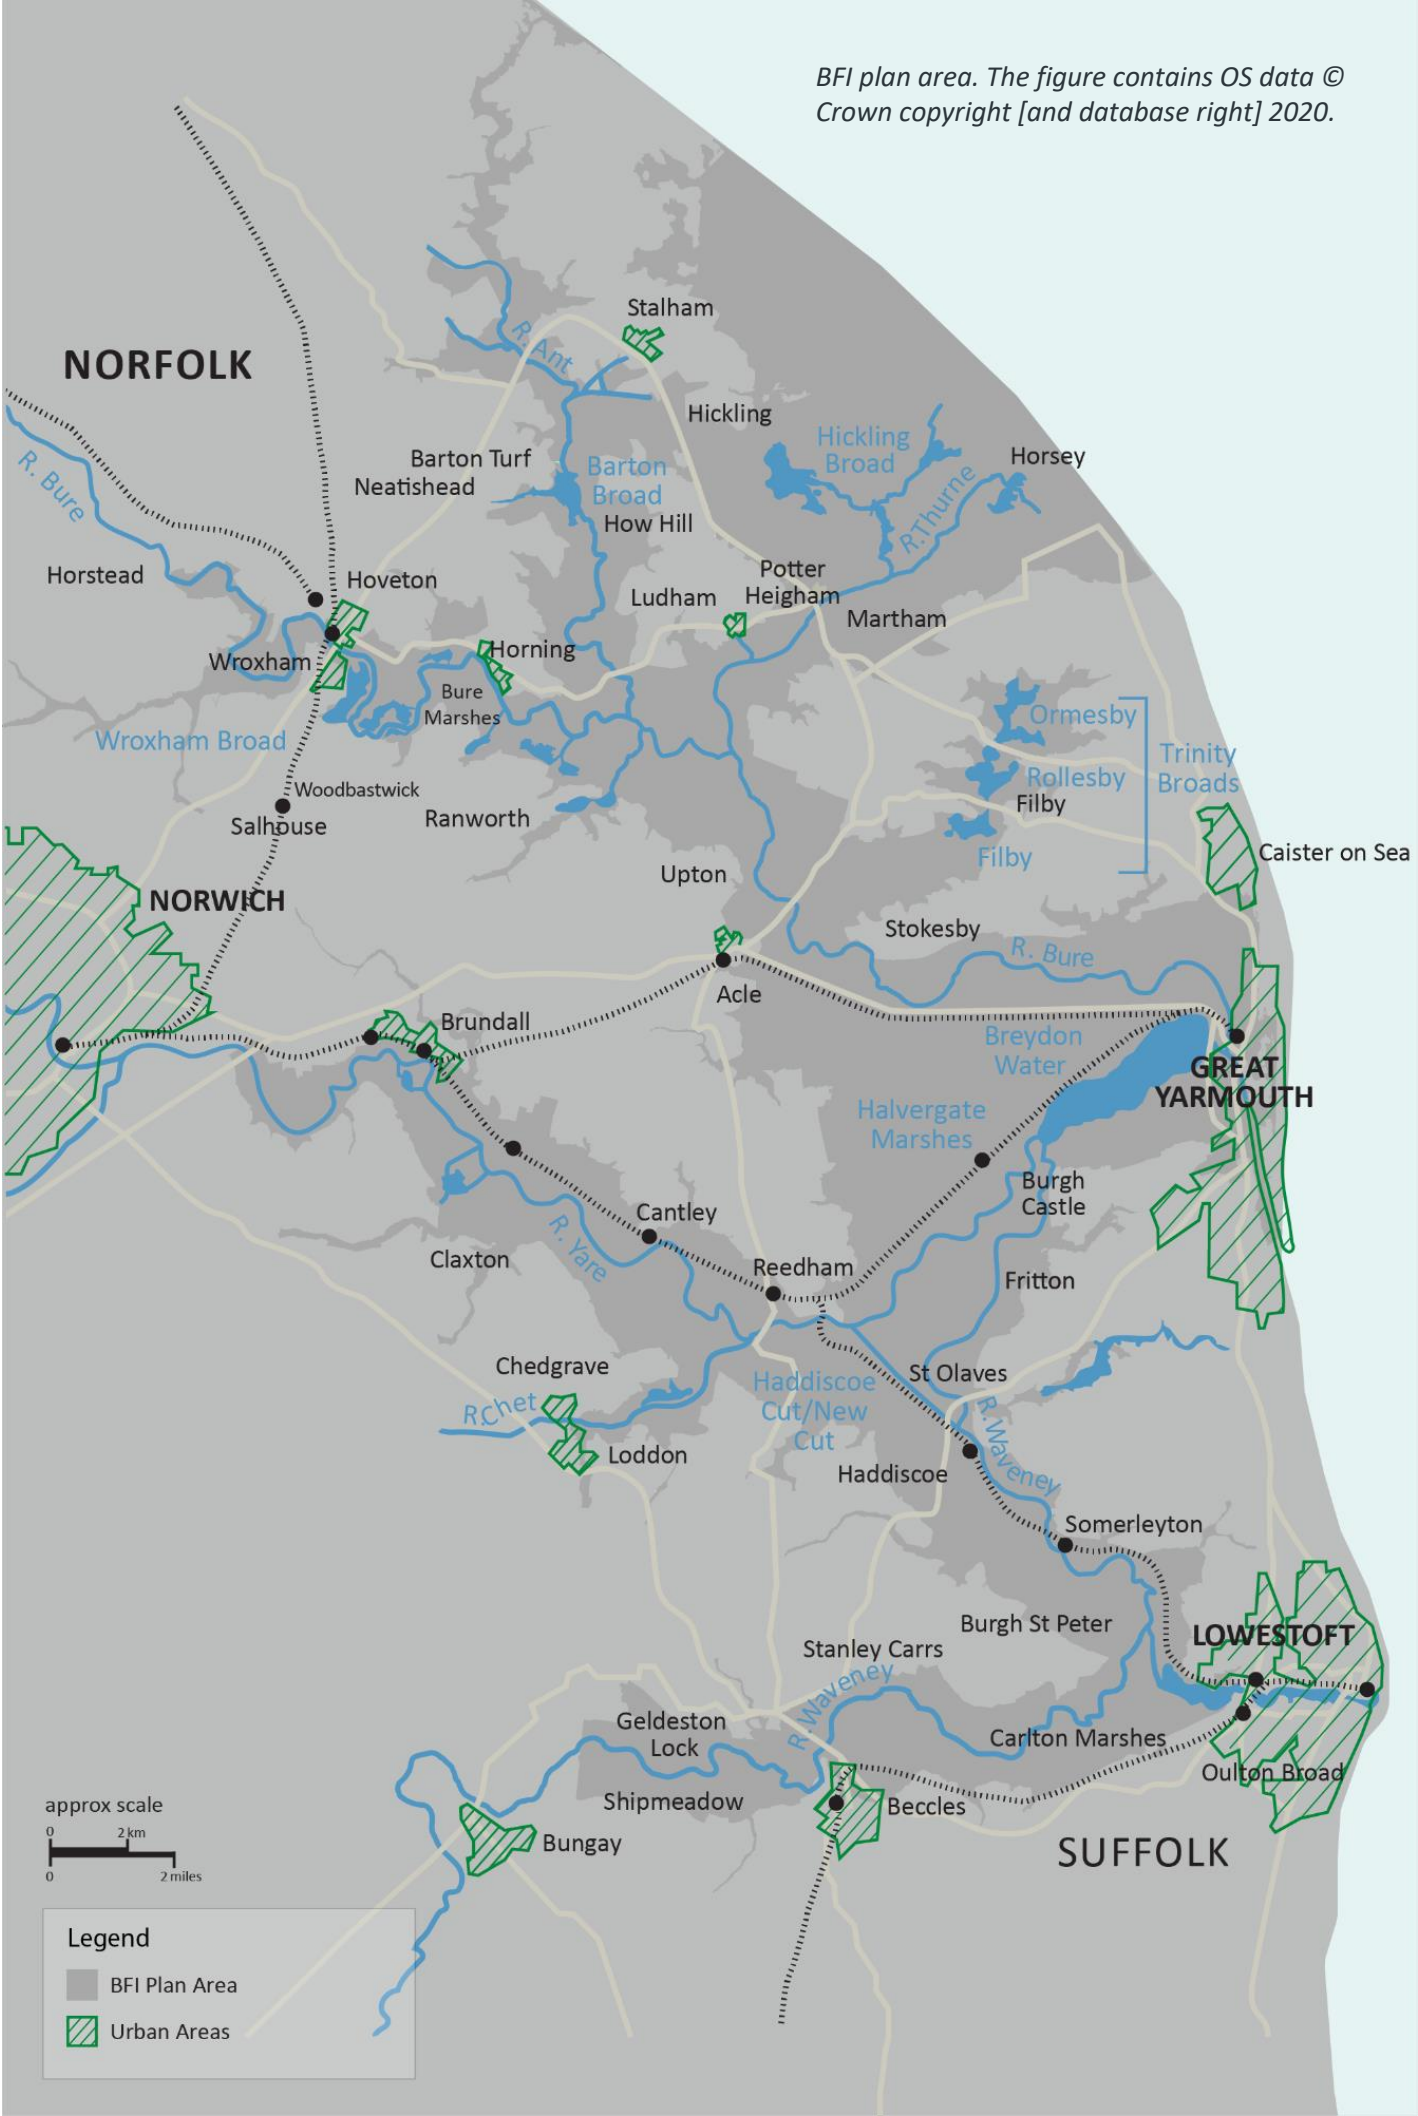 BFI plan area. The figure contains OS data ©
Crown copyright [and database right] 2020.
Stalham
R. Ant
NORFOLK
Hickling
Hickling
Broad
Horsey
Barton Turf
Barton
Broad
Neatishead
R.Thurne
R. Bure
How Hill
Horstead
Hoveton
Potter
Heigham
Ludham
Martham
Wroxham
Horning
Bure
Marshes
Ormesby
Wroxham Broad
Trinity
Broads
Rollesby
Woodbastwick
Filby
Salhouse
Ranworth
Filby
Caister on Sea
Upton
NORWICH
Stokesby
R. Bure
Acle
Brundall
Breydon
Water
GREAT
YARMOUTH
Halvergate
Marshes
Burgh
Castle
Cantley
R. Yare
Claxton
Reedham
Fritton
Chedgrave
St Olaves
Haddiscoe
Cut/New
Cut
R.Chet
R.Waveney
Loddon
Haddiscoe
Somerleyton
Burgh St Peter
LOWESTOFT
Stanley Carrs
R.Waveney
Geldeston
Lock
Carlton Marshes
Oulton Broad
Shipmeadow
Beccles
approx scale
0 2 km
0 2 miles
Bungay
SUFFOLK
Legend
BFI Plan Area
Urban Areas